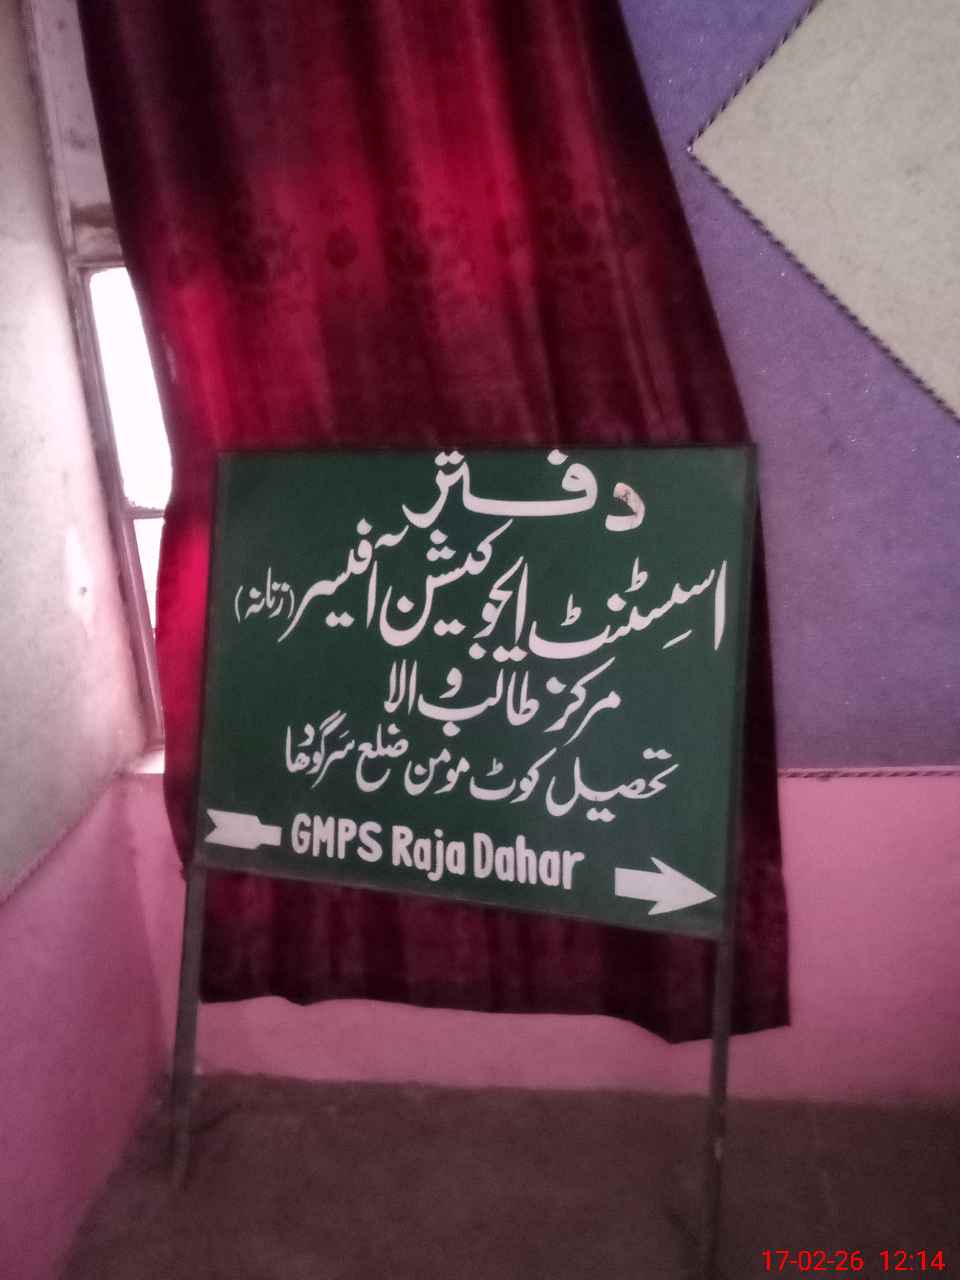 دفتر
اسسٹنٹ ایجوکیشن آفیسر (زنانہ)
مرکز طالب والا
تحصیل کوٹ مومن ضلع سرگودھا
GMPS Raja Dahar
17-02-26 12:14